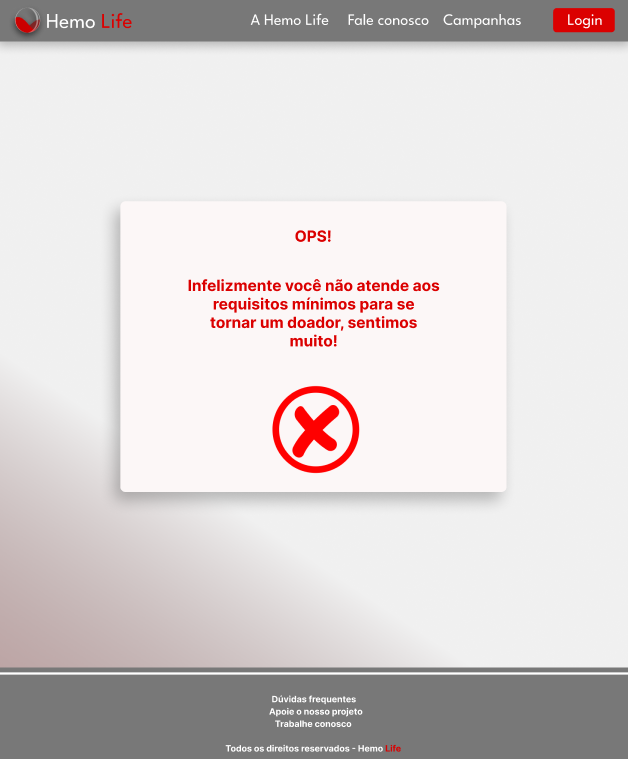 Hemo Life
A Hemo Life
Fale conosco
Campanhas
Login
OPS!
Infelizmente você não atende aos
requisitos mínimos para se
tornar um doador, sentimos
muito!
Dúvidas frequentes
Apoie o nosso projeto
Trabalhe conosco
Todos os direitos reservados - Hemo Life